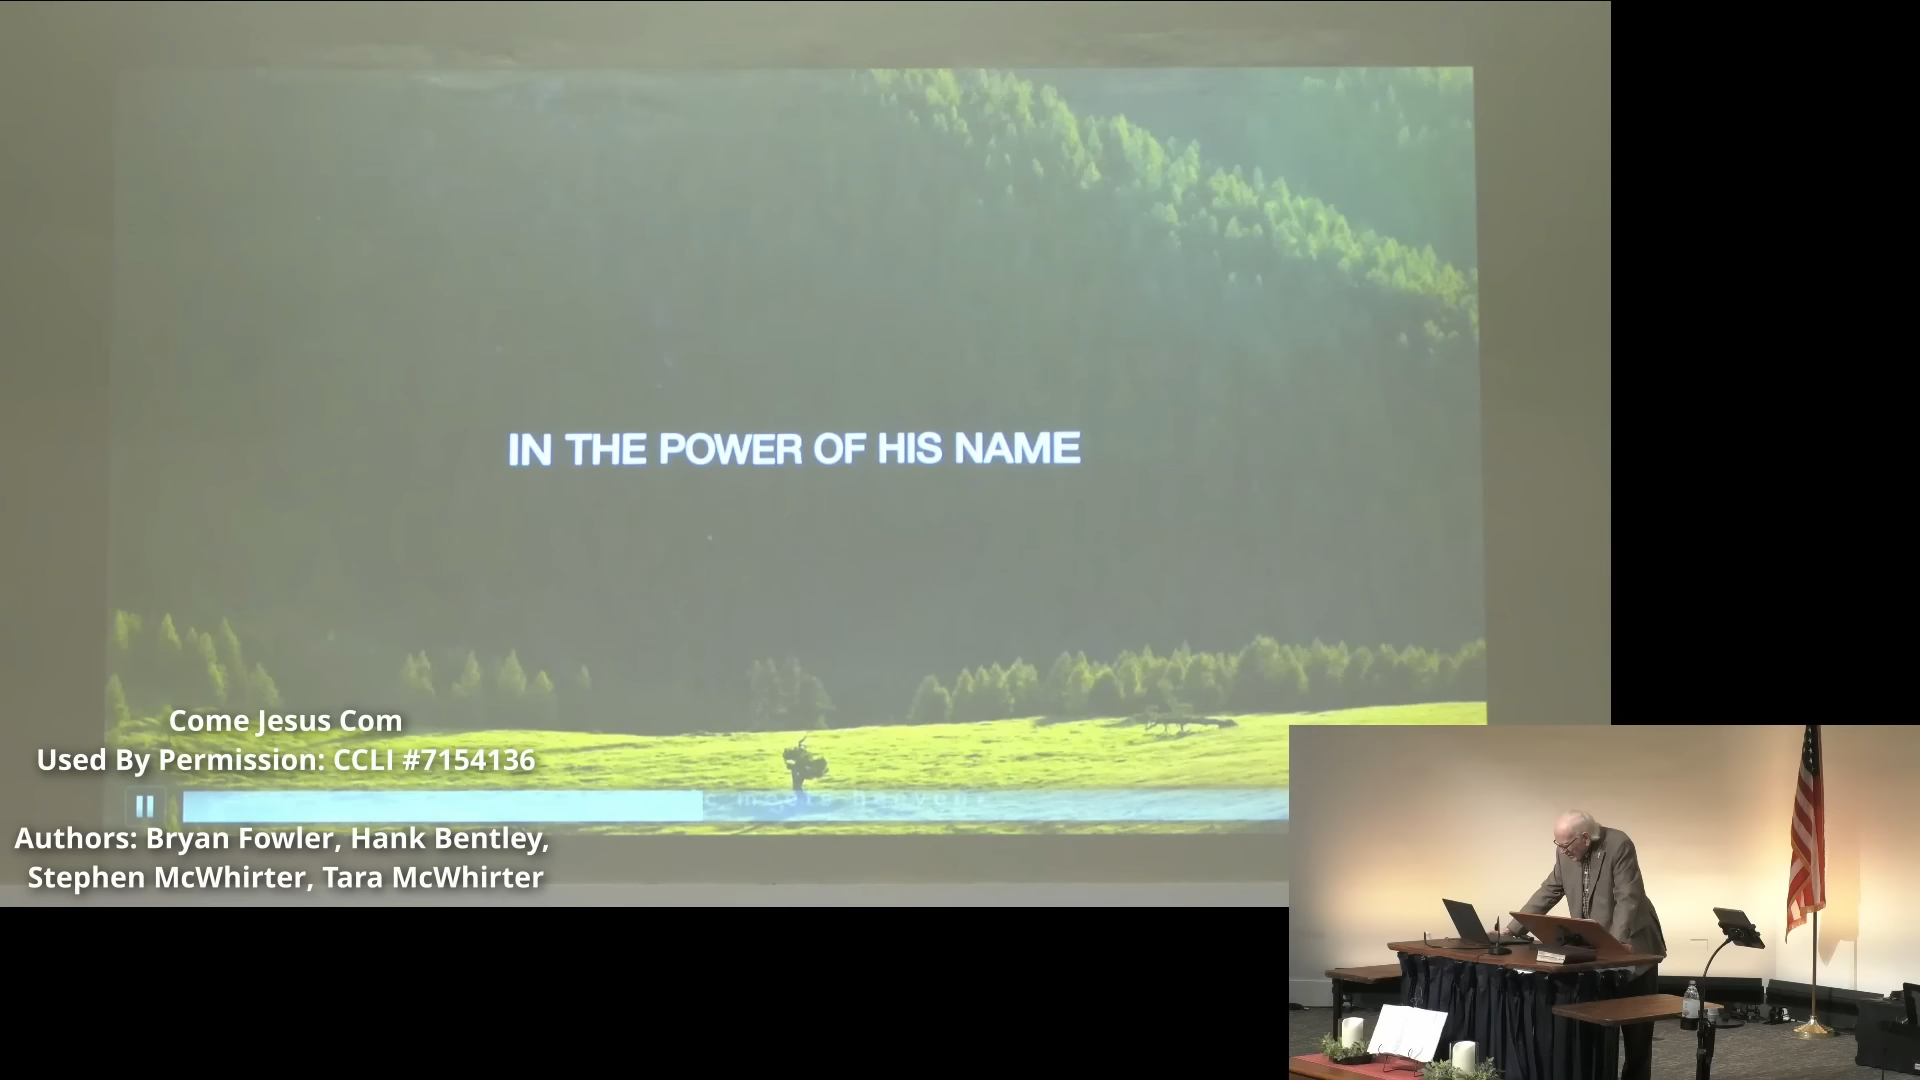 IN THE POWER OF HIS NAME
Come Jesus Com
Used By Permission: CCLI #7154136
Authors: Bryan Fowler, Hank Bentley,
Stephen McWhirter, Tara McWhirter